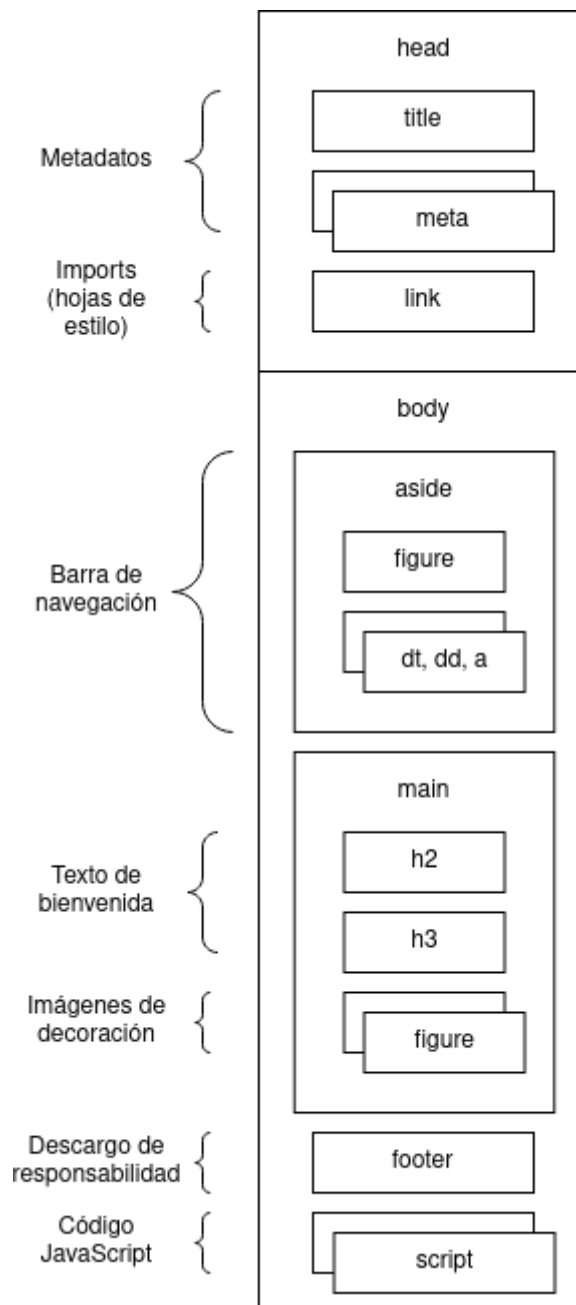 head
Metadatos
title
meta
Imports
(hojas de
estilo)
link
body
Barra de
navegación
aside
figure
dt, dd, a
main
Texto de
bienvenida
h2
h3
Imágenes de
decoración
figure
Descargo de
responsabilidad
footer
Código
JavaScript
script